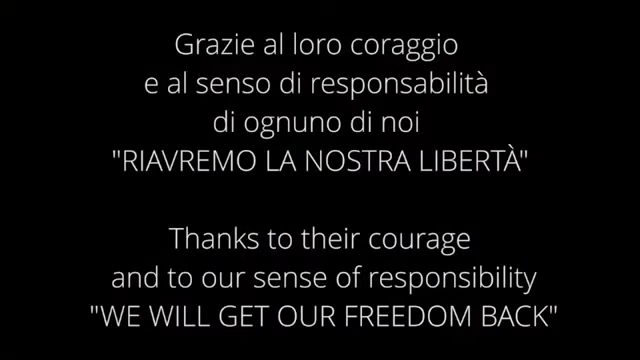 Grazie al loro coraggio
e al senso di responsabilità
di ognuno di noi
"RIAVREMO LA NOSTRA LIBERTÀ"
Thanks to their courage
and to our sense of responsibility
"WE WILL GET OUR FREEDOM BACK"